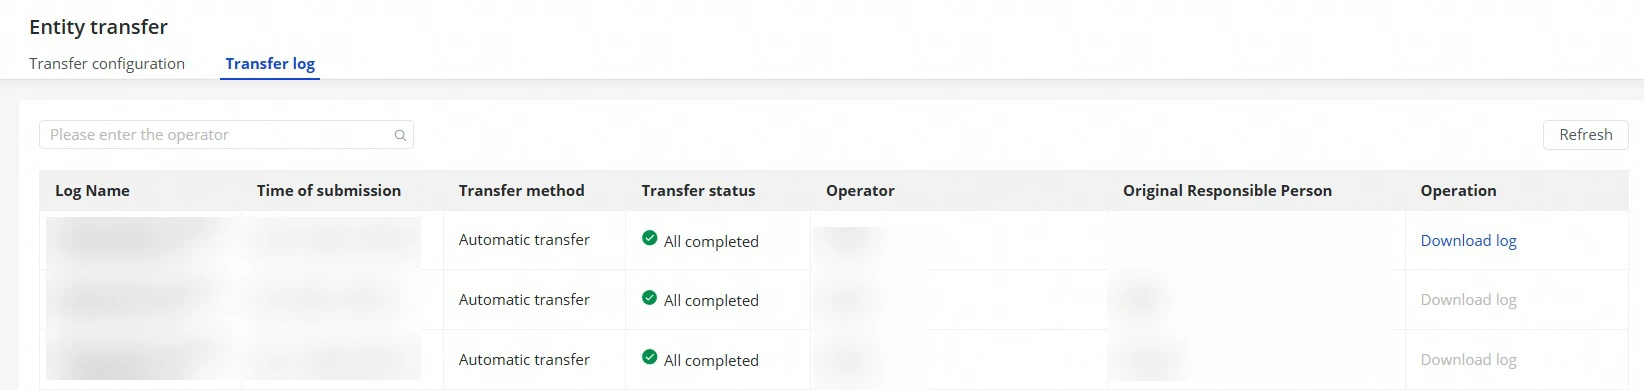 Entity transfer
Transfer configuration Transfer log
Please enter the operator Refresh
Log Name Time of submission Transfer method Transfer status Operator Original Responsible Person Operation
Automatic transfer All completed Download log
Automatic transfer All completed Download log
Automatic transfer All completed Download log